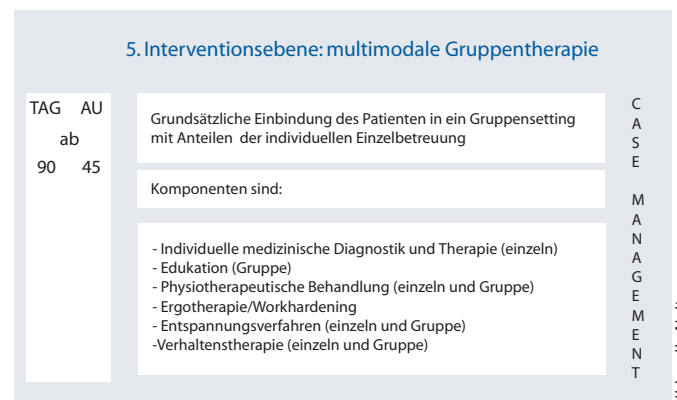 5. Interventionsebene: multimodale Gruppentherapie
TAG AU
ab
90 45
Grundsätzliche Einbindung des Patienten in ein Gruppensetting
mit Anteilen der individuellen Einzelbetreuung
Komponenten sind:
- Individuelle medizinische Diagnostik und Therapie (einzeln)
- Edukation (Gruppe)
- Physiotherapeutische Behandlung (einzeln und Gruppe)
- Ergotherapie/Workhardening
- Entspannungsverfahren (einzeln und Gruppe)
-Verhaltenstherapie (einzeln und Gruppe)
CASE MANAGEMENT